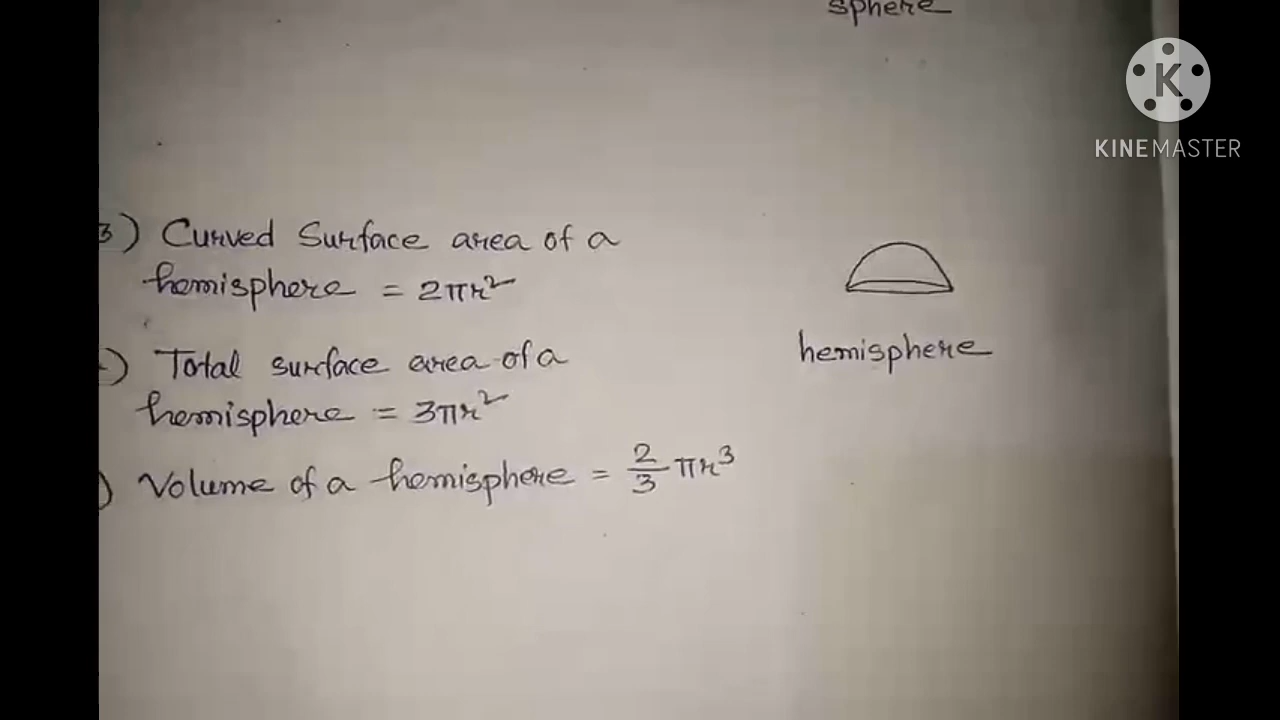 sphere
K
KINEMASTER
3) Curved Surface area of a
hemisphere = 2πr²
) Total surface area of a
hemisphere = 3πr²
) Volume of a hemisphere = 2/3 πr³
hemisphere